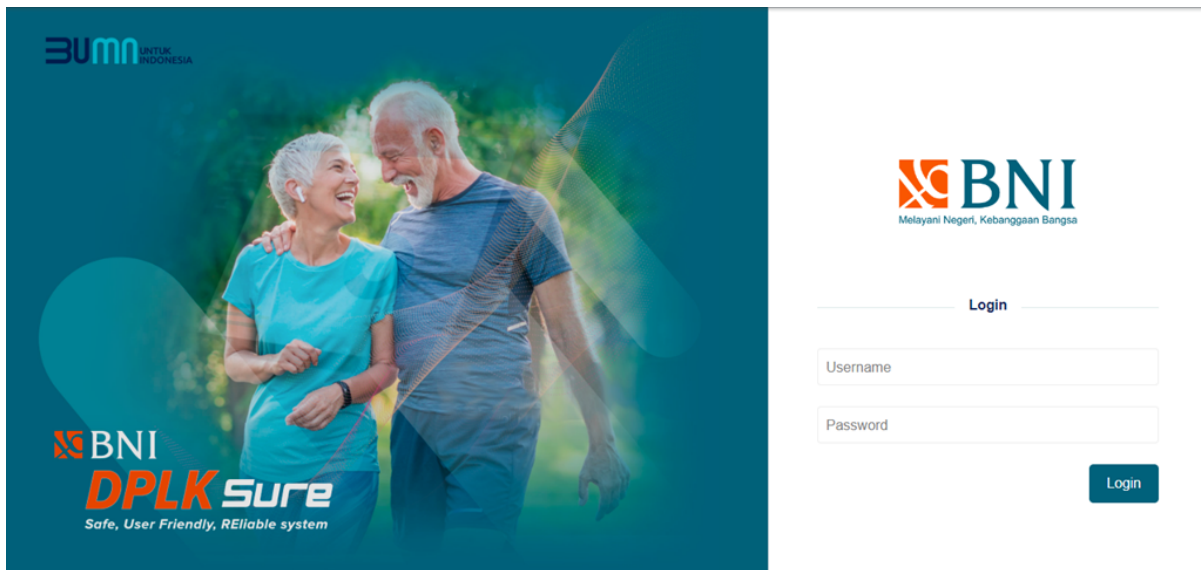 BUMN UNTUK
INDONESIA
BNI
DPLK Sure
Safe, User Friendly, REliable system
BNI
Melayani Negeri, Kebanggaan Bangsa
Login
Username
Password
Login